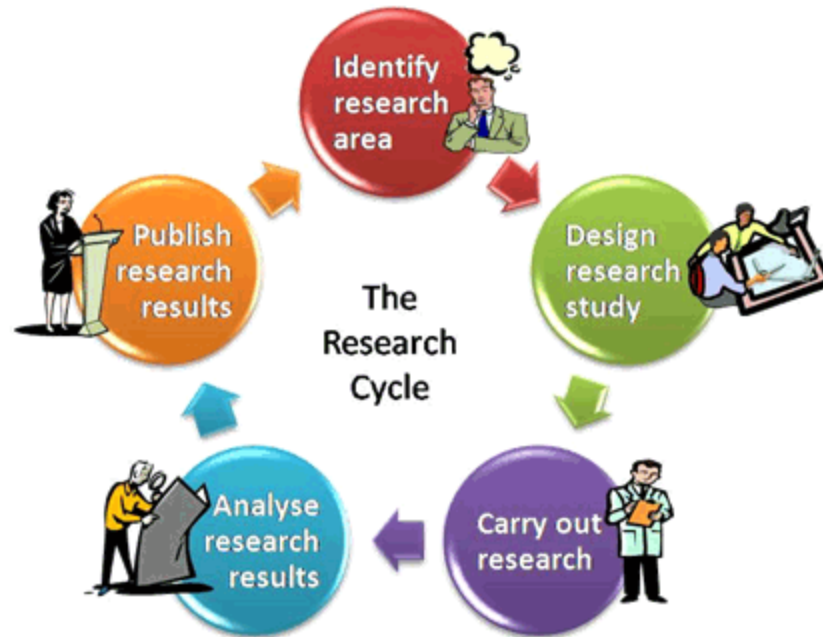 Identify
research
area
Design
research
study
Carry out
research
Analyse
research
results
Publish
research
results
The
Research
Cycle